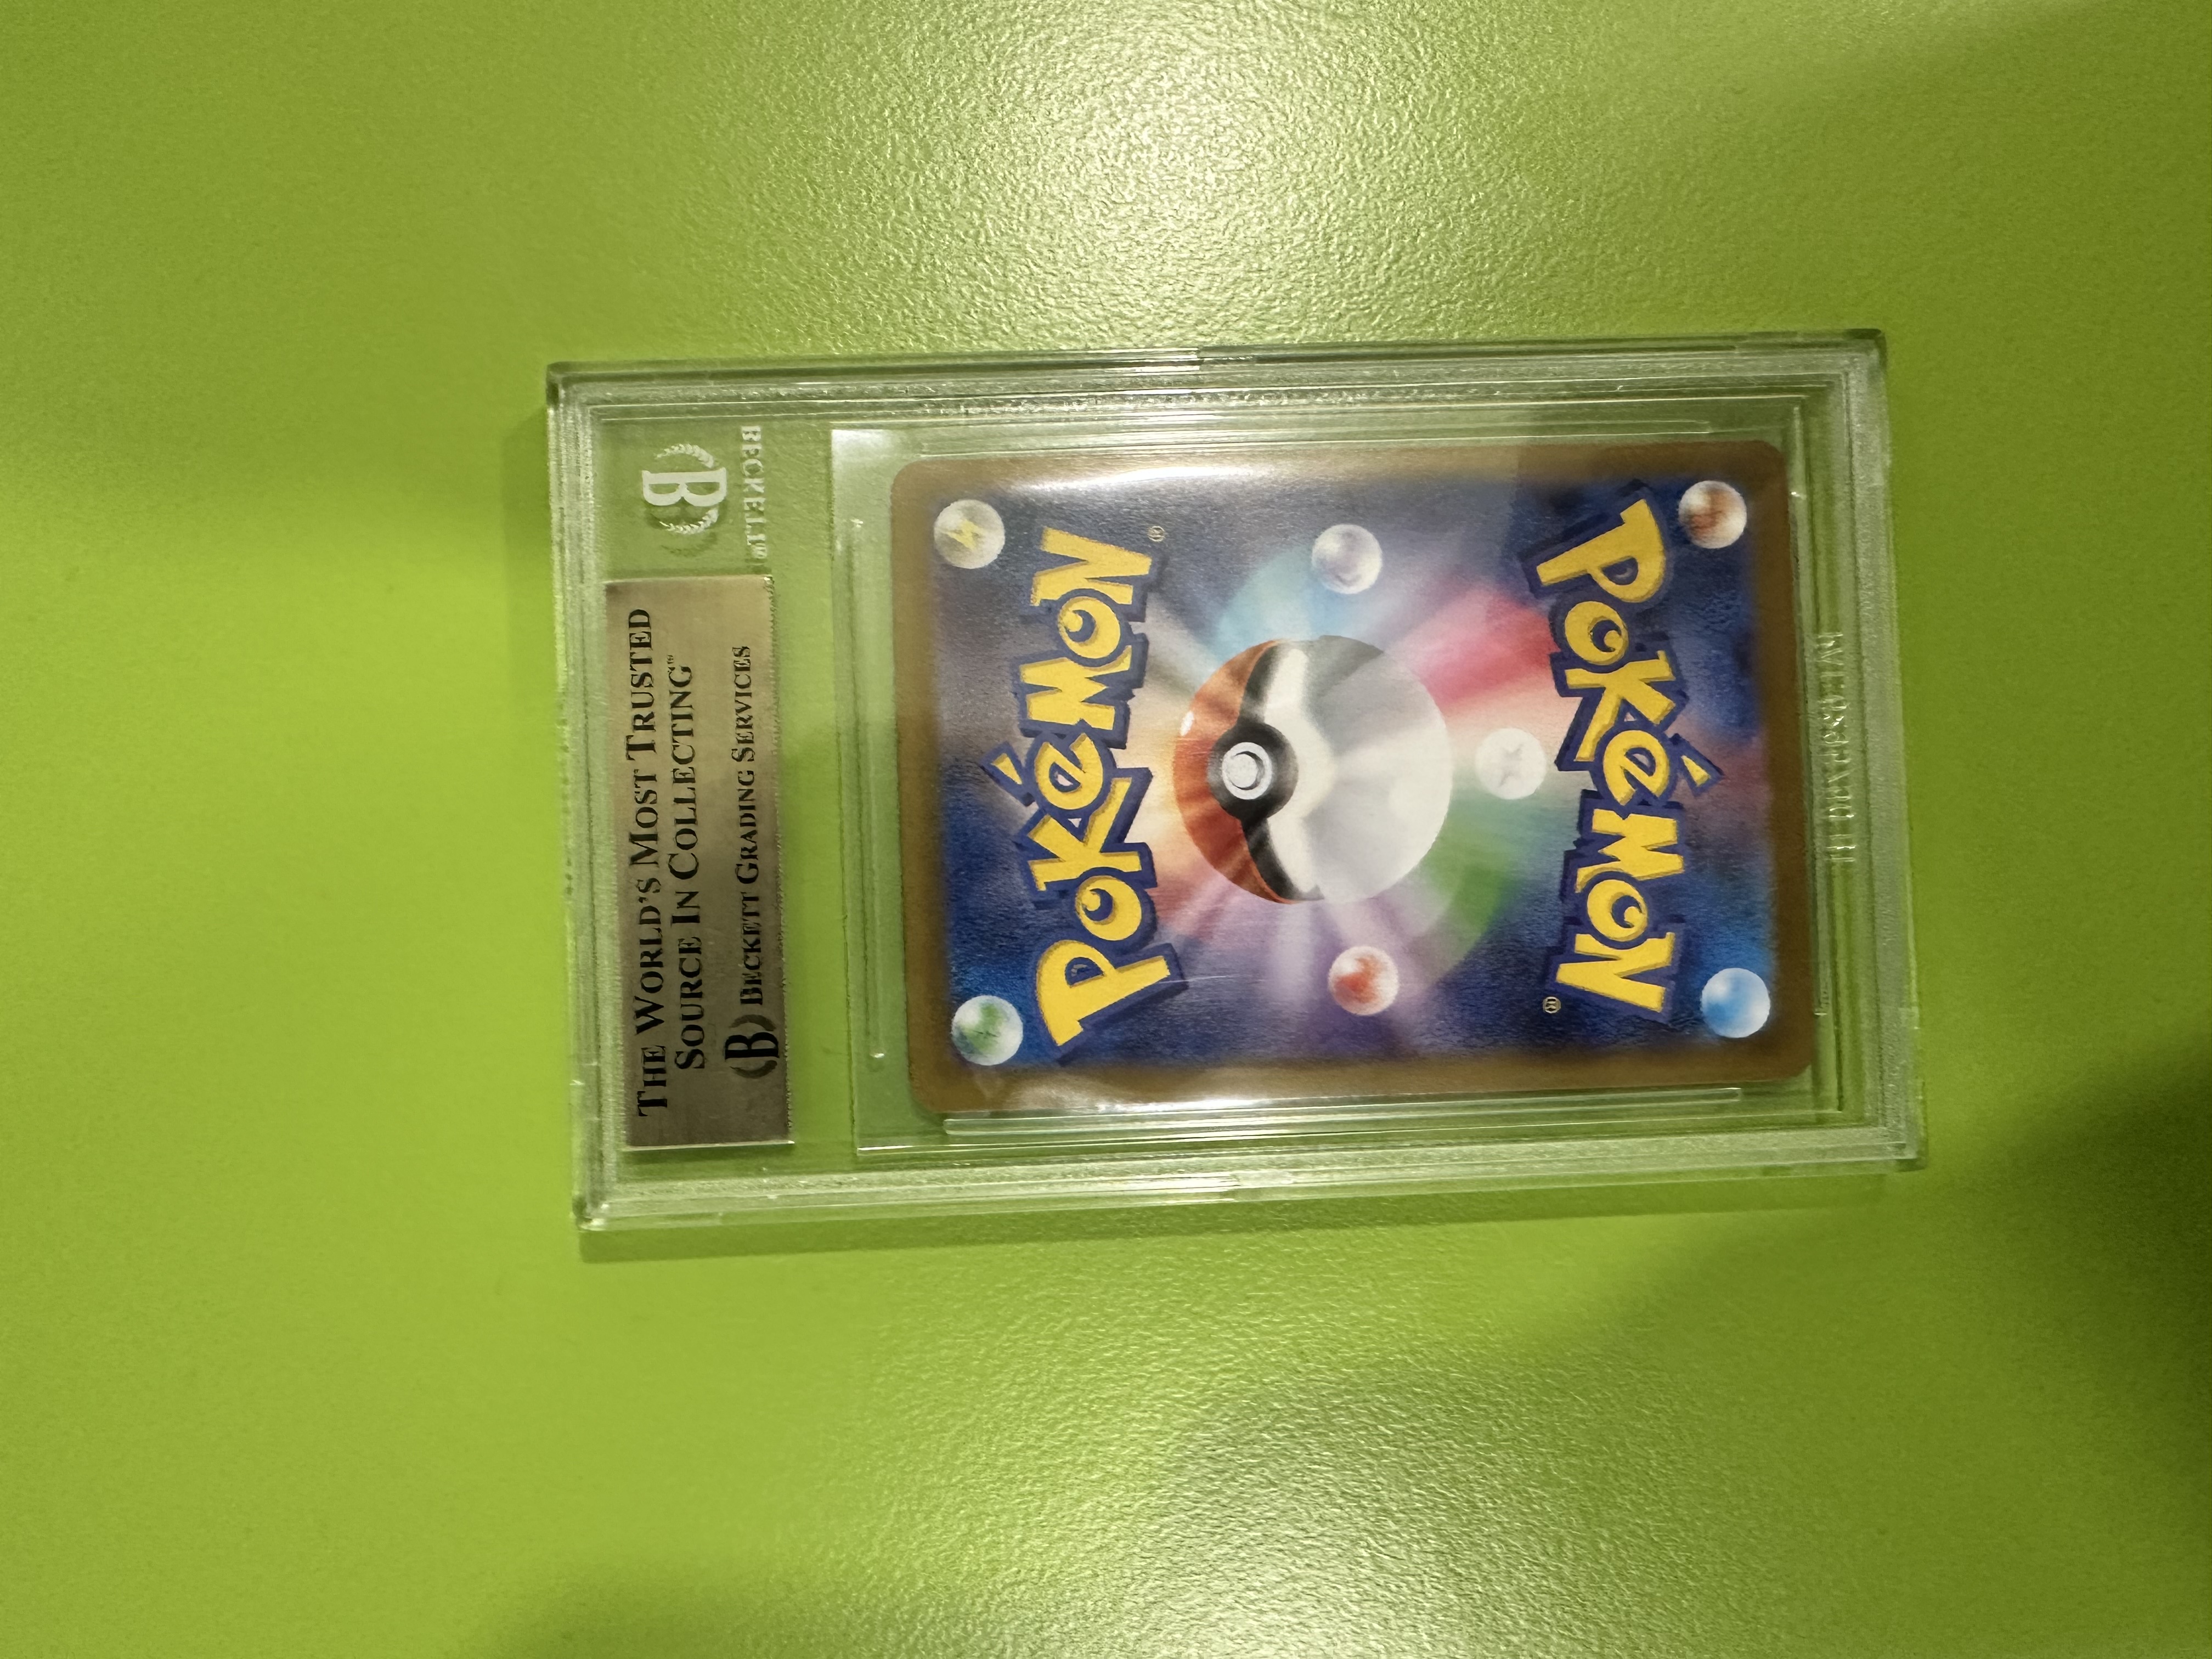 BECKETT®
B
THE WORLD'S MOST TRUSTED
SOURCE IN COLLECTING™
B BECKETT GRADING SERVICES
POKéMON®
POKéMON®